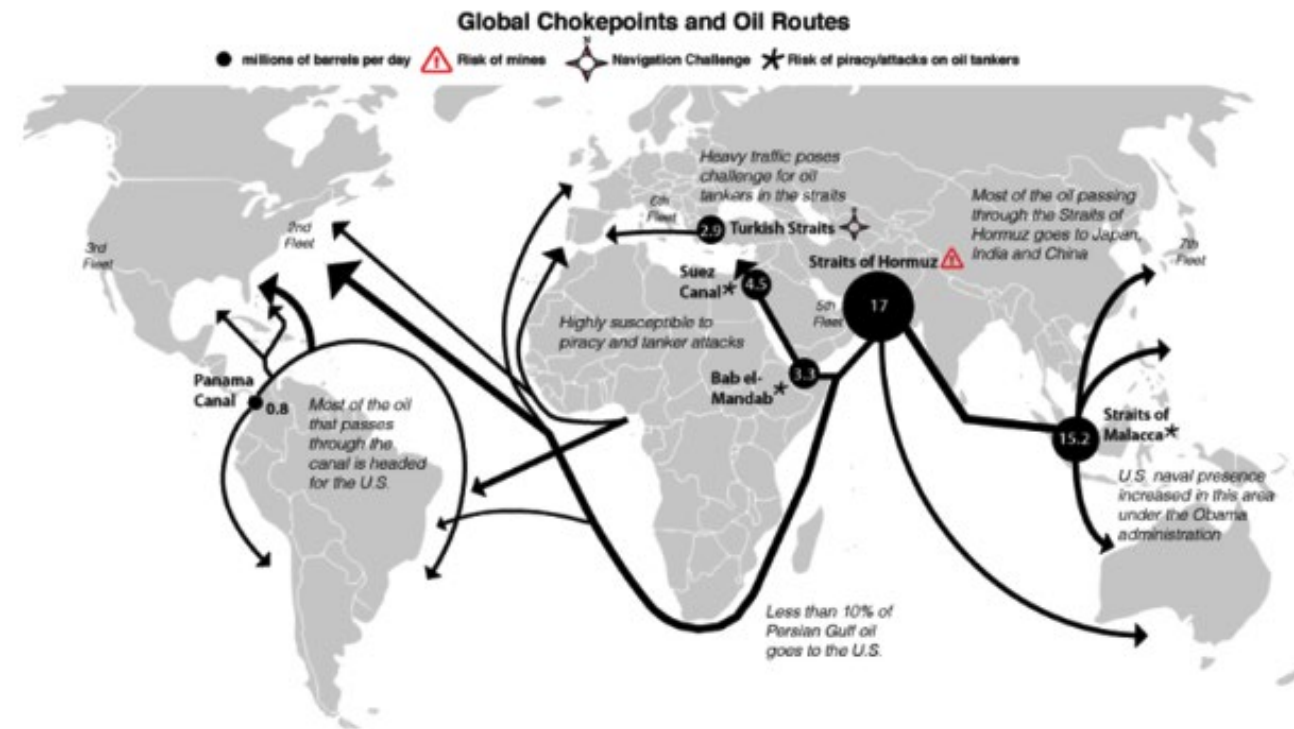 Global Chokepoints and Oil Routes
millions of barrels per day Risk of mines Navigation Challenge Risk of piracy/attacks on oil tankers
N
Heavy traffic poses
challenge for oil
tankers in the straits
6th
Fleet
2.9 Turkish Straits
N
Most of the oil passing
through the Straits of
Hormuz goes to Japan,
India and China
2nd
Fleet
3rd
Fleet
7th
Fleet
Straits of Hormuz
17
5th
Fleet
Suez
Canal
4.5
Highly susceptible to
piracy and tanker attacks
Bab el-
Mandab
3.3
Panama
Canal
0.8
Most of the oil
that passes
through the
canal is headed
for the U.S.
Straits of
Malacca
15.2
U.S. naval presence
increased in this area
under the Obama
administration
Less than 10% of
Persian Gulf oil
goes to the U.S.